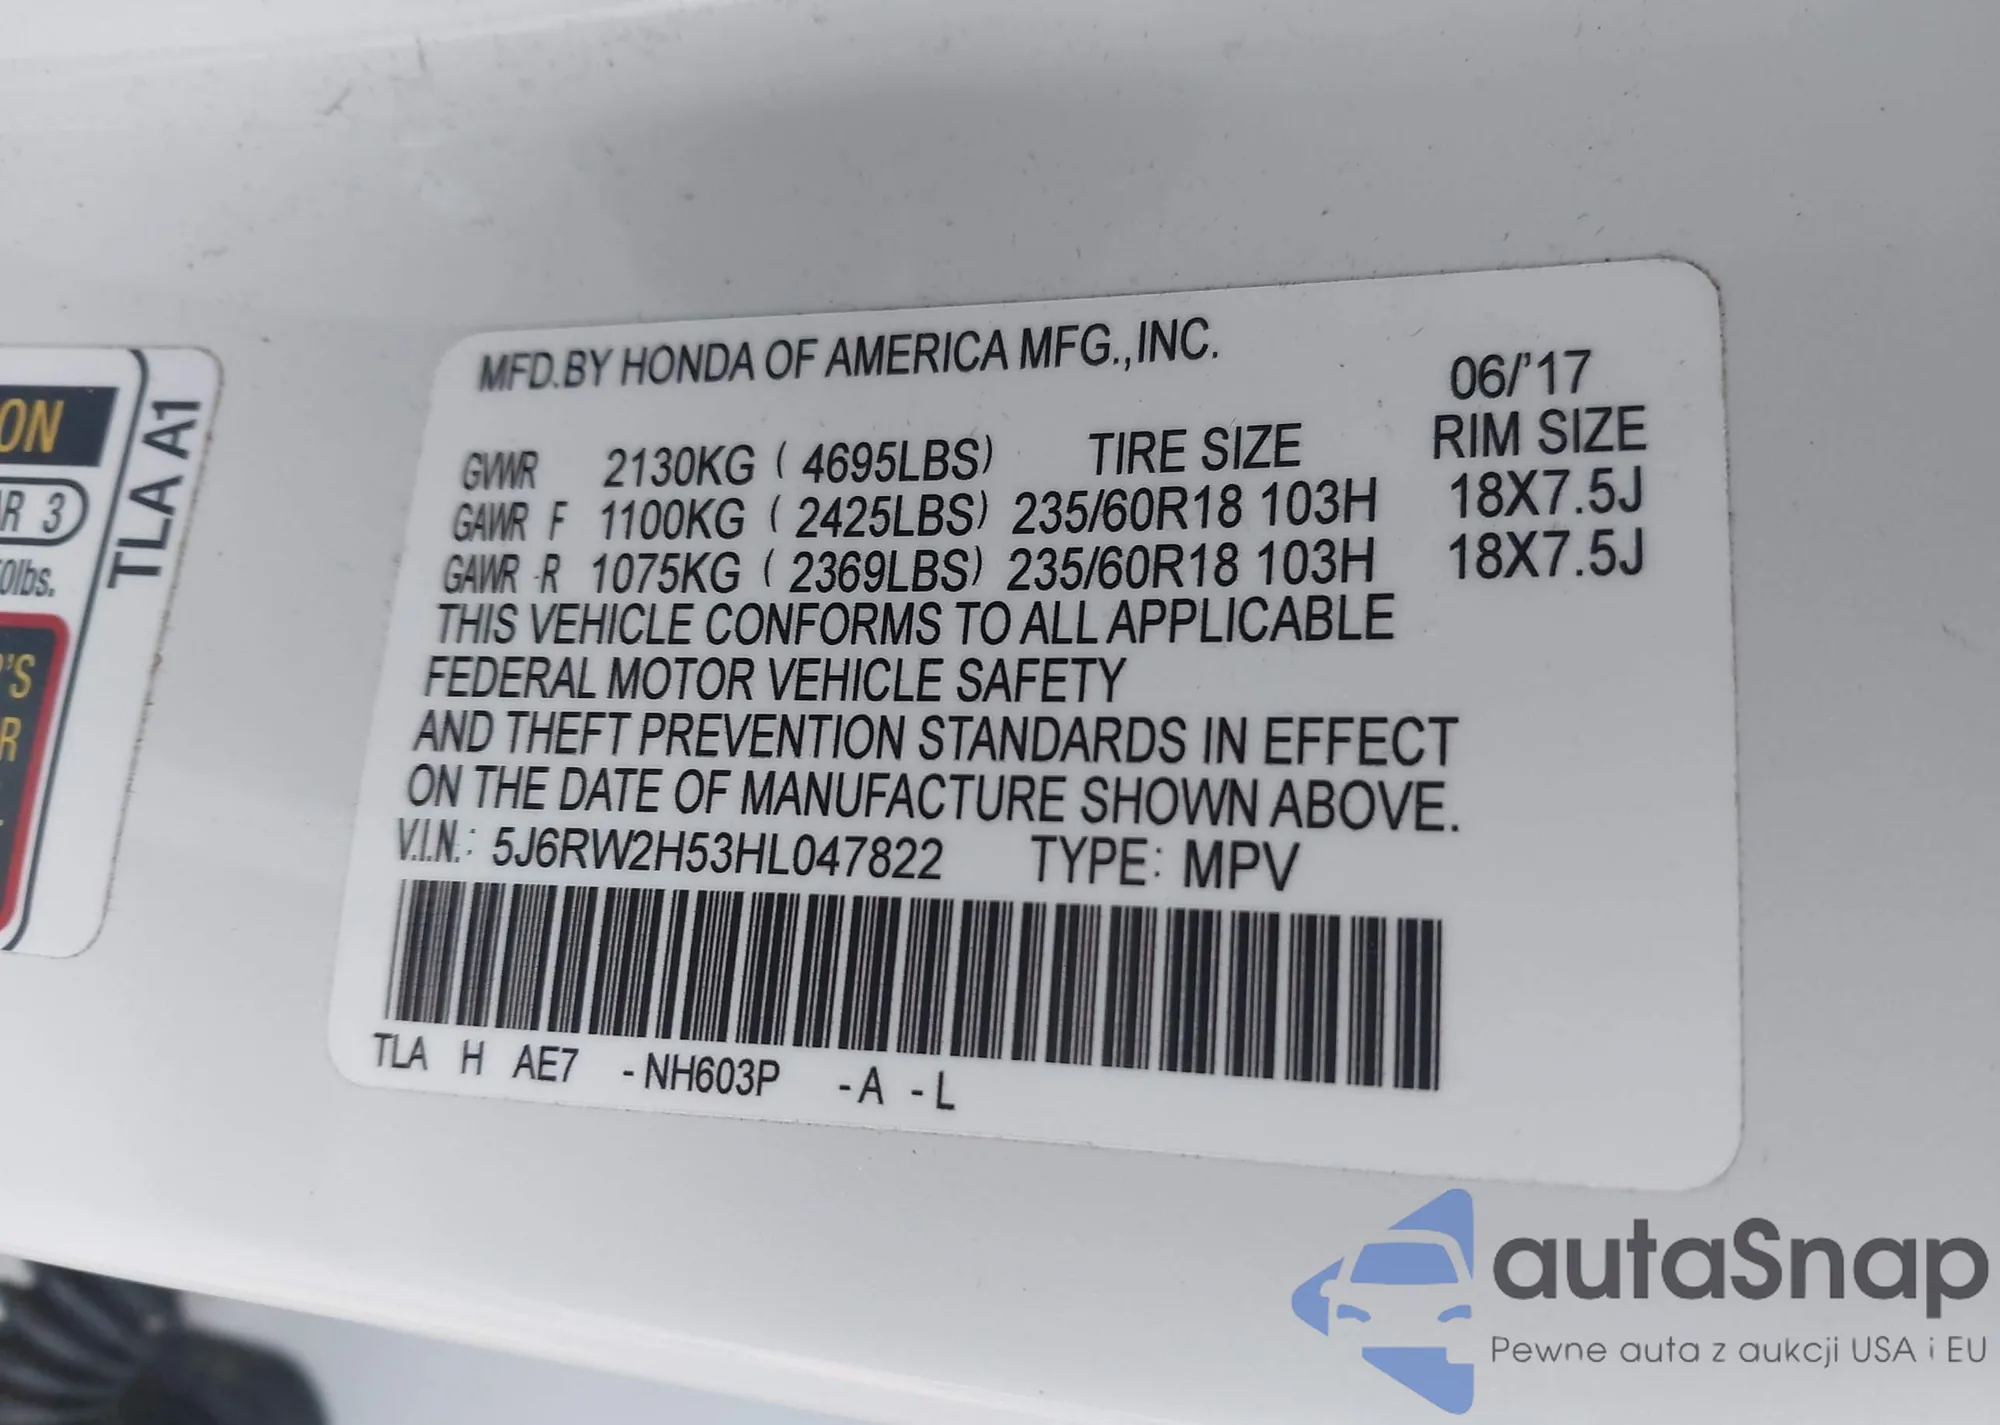 ON
R 3
0lbs.
'S
R
TLA A1
MFD.BY HONDA OF AMERICA MFG.,INC.
06/'17
GVWR 2130KG ( 4695LBS) TIRE SIZE RIM SIZE
GAWR F 1100KG ( 2425LBS) 235/60R18 103H 18X7.5J
GAWR -R 1075KG ( 2369LBS) 235/60R18 103H 18X7.5J
THIS VEHICLE CONFORMS TO ALL APPLICABLE
FEDERAL MOTOR VEHICLE SAFETY
AND THEFT PREVENTION STANDARDS IN EFFECT
ON THE DATE OF MANUFACTURE SHOWN ABOVE.
V.I.N.: 5J6RW2H53HL047822 TYPE: MPV
TLA H AE7 -NH603P -A -L
autaSnap
Pewne auta z aukcji USA i EU